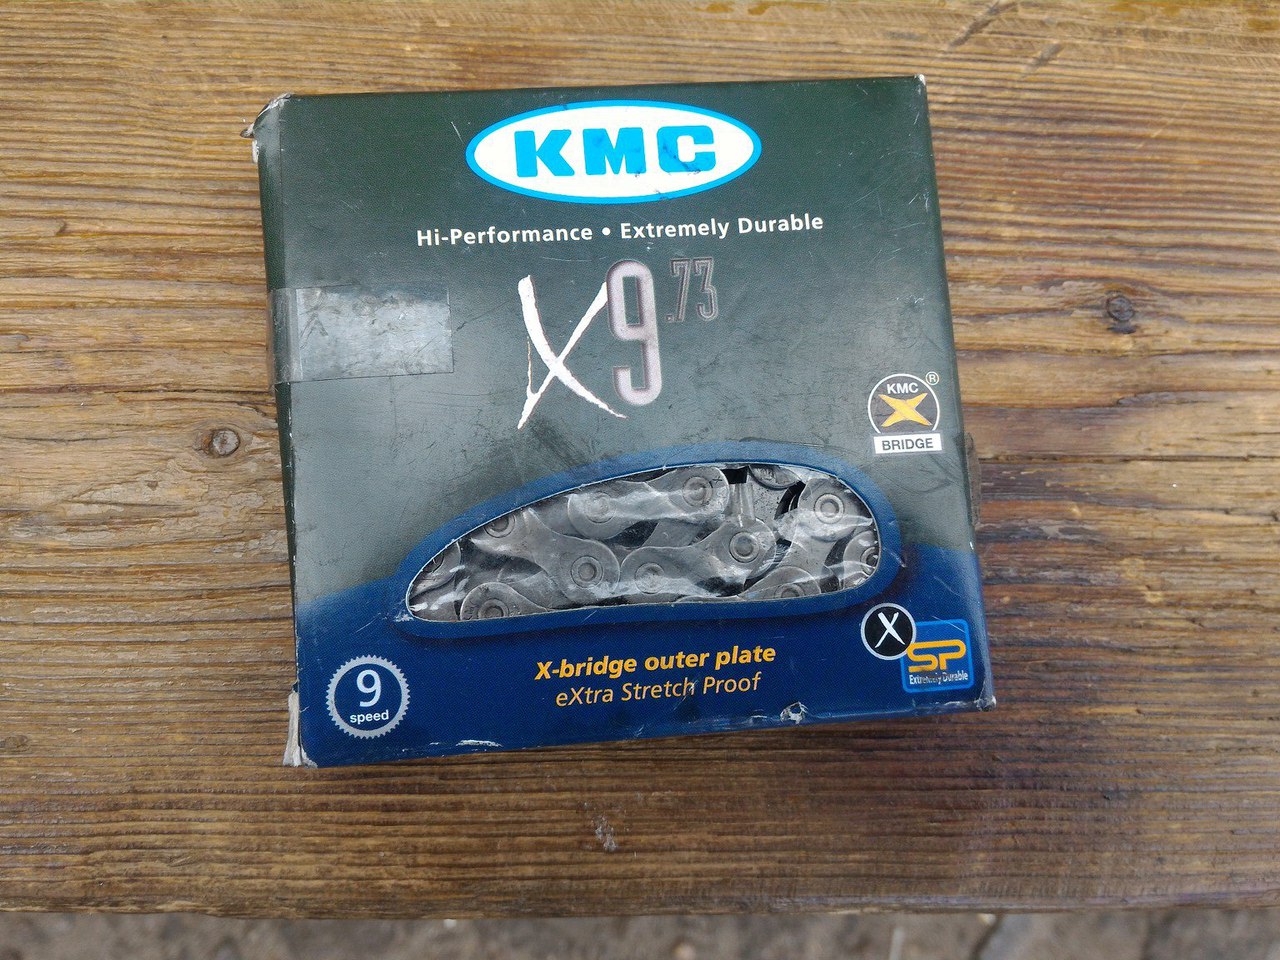 KMC
Hi-Performance • Extremely Durable
X9.73
KMC
®
BRIDGE
X-bridge outer plate
eXtra Stretch Proof
9
speed
X
SP
Extremely Durable